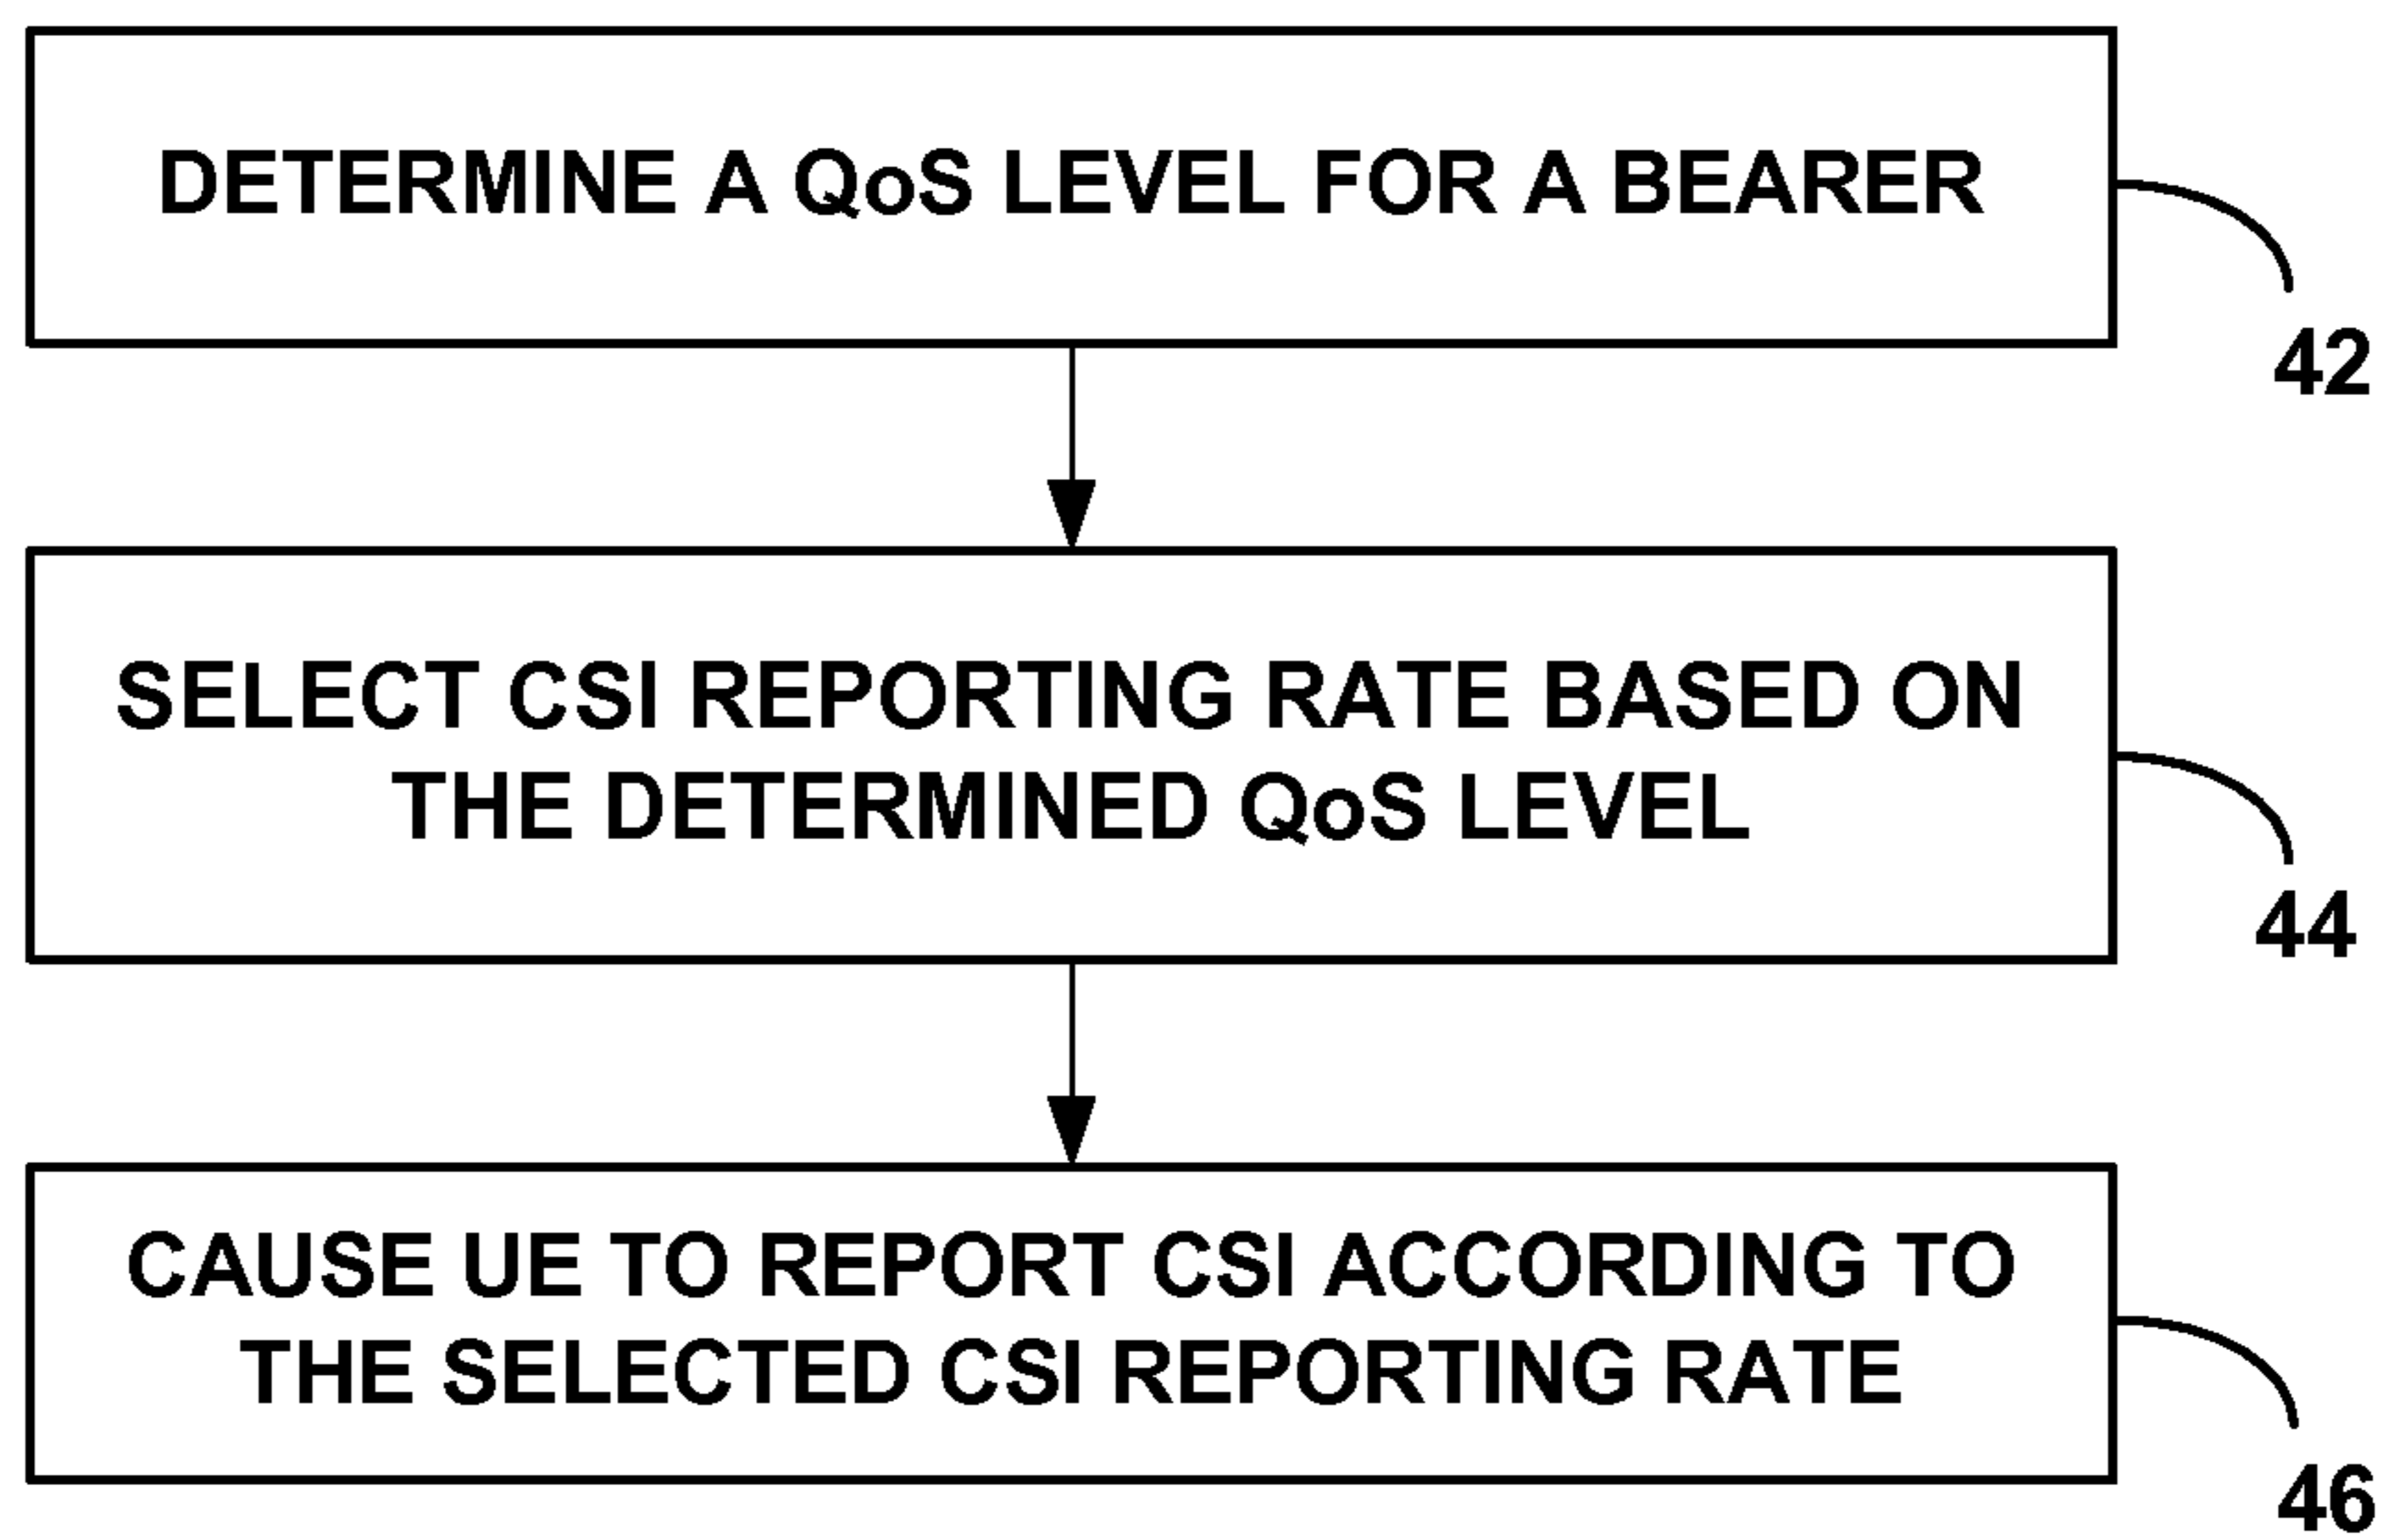 DETERMINE A QoS LEVEL FOR A BEARER
42
SELECT CSI REPORTING RATE BASED ON
THE DETERMINED QoS LEVEL
44
CAUSE UE TO REPORT CSI ACCORDING TO
THE SELECTED CSI REPORTING RATE
46